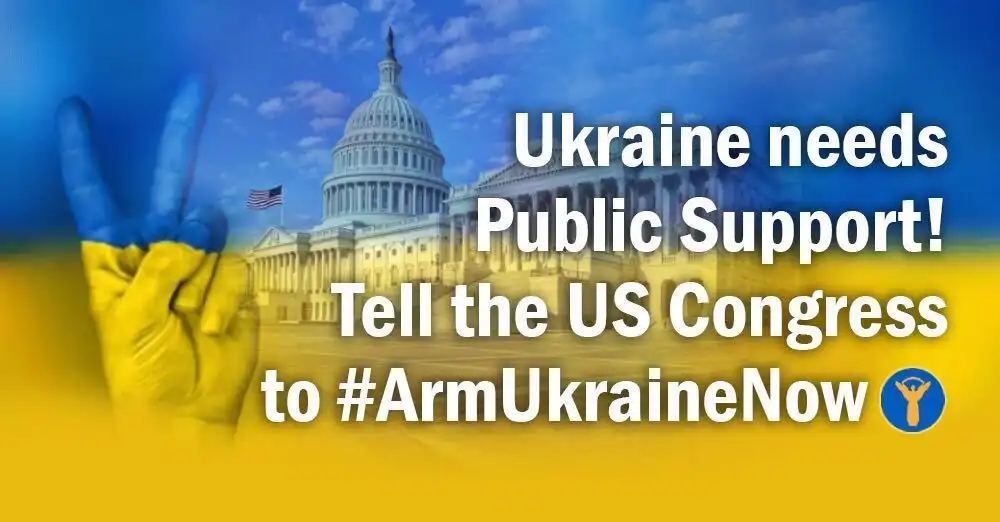 Ukraine needs
Public Support!
Tell the US Congress
to #ArmUkraineNow